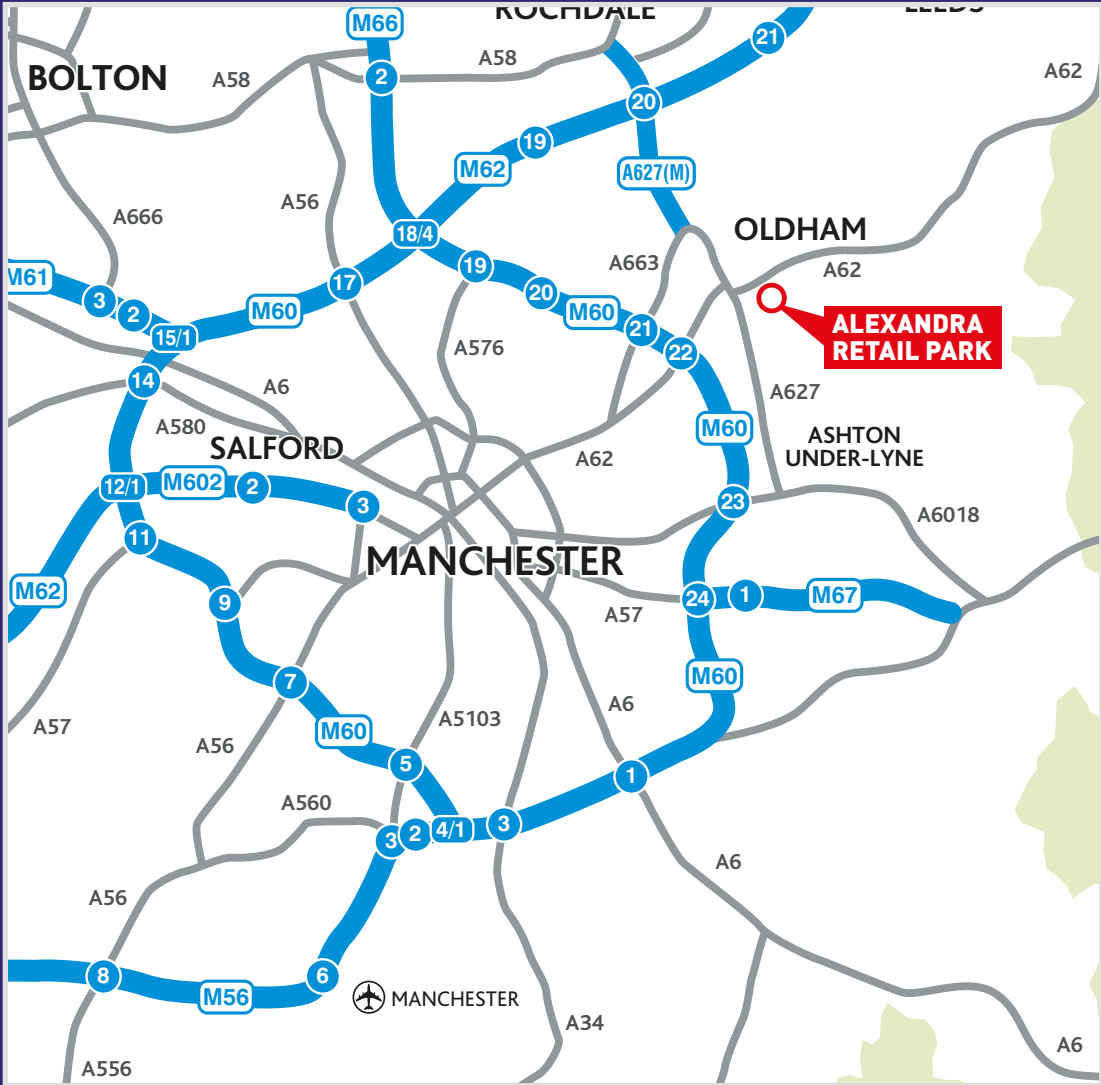 ROCHDALE
LEEDS
M66
21
A58
2
BOLTON
A58
A62
20
19
M62
A627(M)
A56
A666
18/4
OLDHAM
A663
19
A62
M61
17
3
20
2
M60
M60
21
ALEXANDRA
RETAIL PARK
15/1
A576
22
14
A6
A627
A580
M60
SALFORD
ASHTON
UNDER-LYNE
A62
12/1
M602
2
3
23
A6018
11
MANCHESTER
M62
9
A57
24
1
M67
7
M60
A6
A5103
A57
M60
A56
5
1
A560
3
2
4/1
3
A6
A56
8
6
M56
MANCHESTER
A34
A6
A556